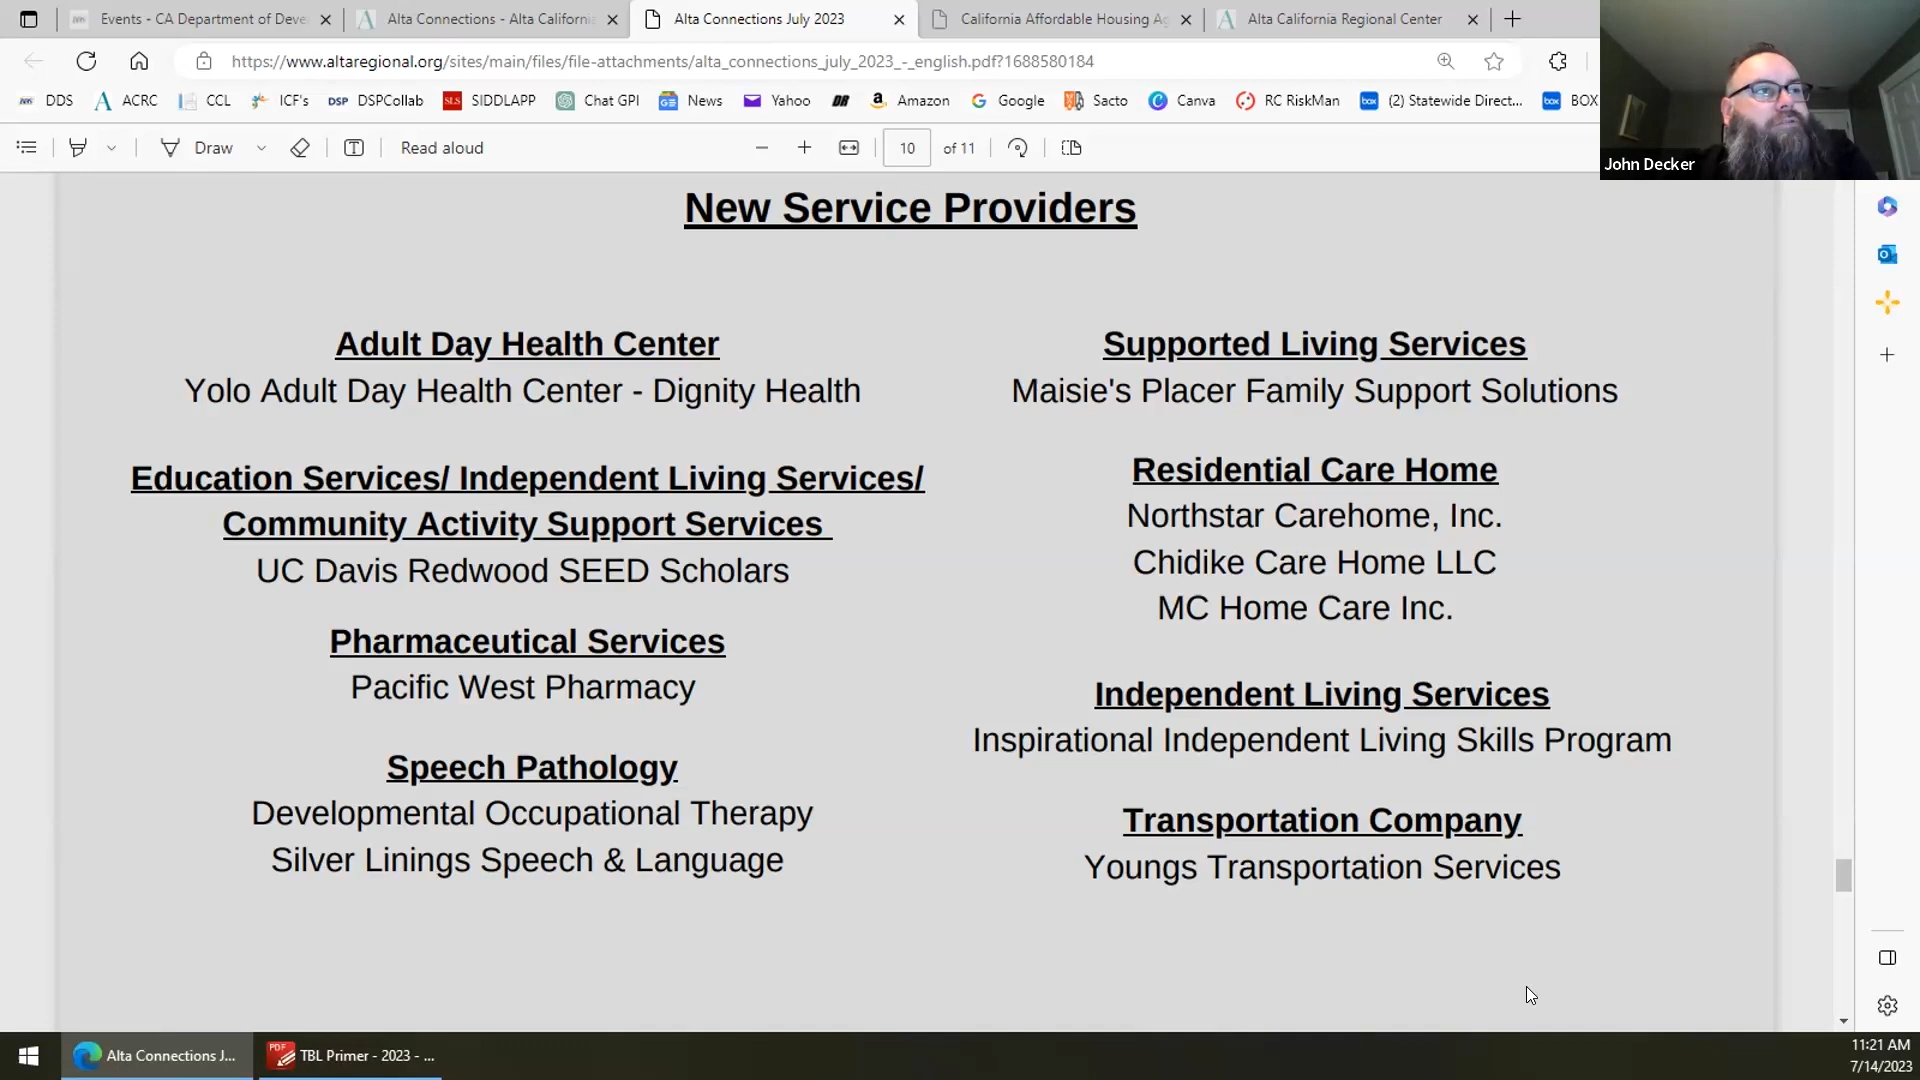 Events - CA Department of Deve
Alta Connections - Alta Californi
Alta Connections July 2023
California Affordable Housing Ag
Alta California Regional Center
https://www.altaregional.org/sites/main/files/file-attachments/alta_connections_july_2023_-_english.pdf?1688580184
DDS
ACRC
CCL
ICF's
DSP
DSPCollab
SLS
SIDDLAPP
Chat GPI
News
Yahoo
Amazon
Google
Sacto
Canva
RC RiskMan
box
(2) Statewide Direct...
box
BOX
Draw
Read aloud
10
of 11
John Decker
New Service Providers
Adult Day Health Center
Yolo Adult Day Health Center - Dignity Health
Education Services/ Independent Living Services/
Community Activity Support Services
UC Davis Redwood SEED Scholars
Pharmaceutical Services
Pacific West Pharmacy
Speech Pathology
Developmental Occupational Therapy
Silver Linings Speech & Language
Supported Living Services
Maisie's Placer Family Support Solutions
Residential Care Home
Northstar Carehome, Inc.
Chidike Care Home LLC
MC Home Care Inc.
Independent Living Services
Inspirational Independent Living Skills Program
Transportation Company
Youngs Transportation Services
Alta Connections J...
PDF
TBL Primer - 2023 - ...
11:21 AM
7/14/2023